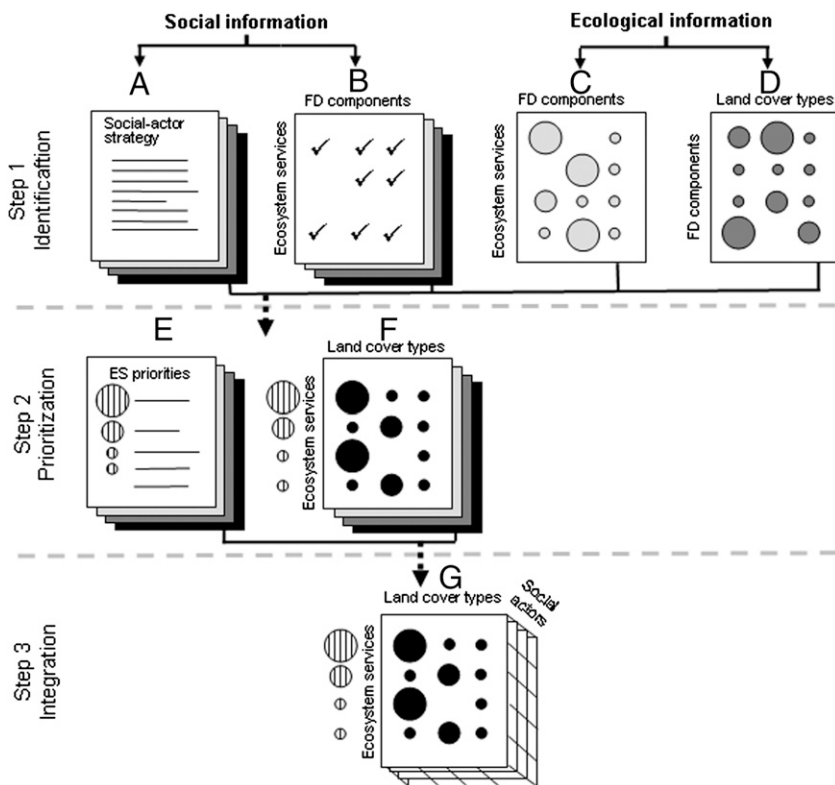 Social information
Ecological information
A
B
C
D
Step 1
Identificaftion
Social-actor
strategy
FD components
Ecosystem services
FD components
Ecosystem services
Land cover types
FD components
Step 2
Prioritization
E
F
ES priorities
Land cover types
Ecosystem services
Step 3
Integration
G
Land cover types
Social
actors
Ecosystem services